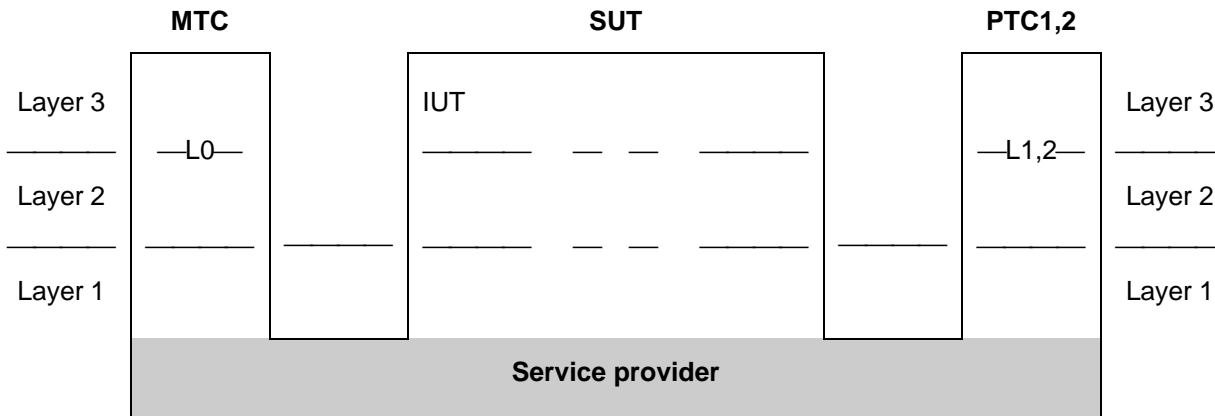 MTC SUT PTC1,2
Layer 3 IUT Layer 3
L0 L1,2
Layer 2 Layer 2
Layer 1 Layer 1
Service provider